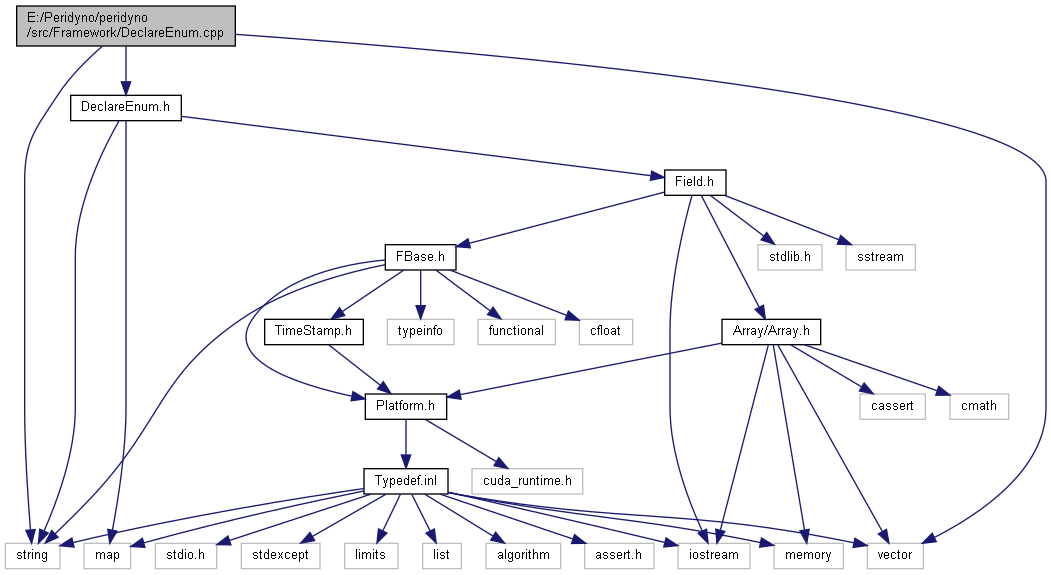 E:/Peridyno/peridyno
/src/Framework/DeclareEnum.cpp
DeclareEnum.h
Field.h
FBase.h
stdlib.h
sstream
TimeStamp.h
typeinfo
functional
cfloat
Array/Array.h
Platform.h
cassert
cmath
Typedef.inl
cuda_runtime.h
string
map
stdio.h
stdexcept
limits
list
algorithm
assert.h
iostream
memory
vector